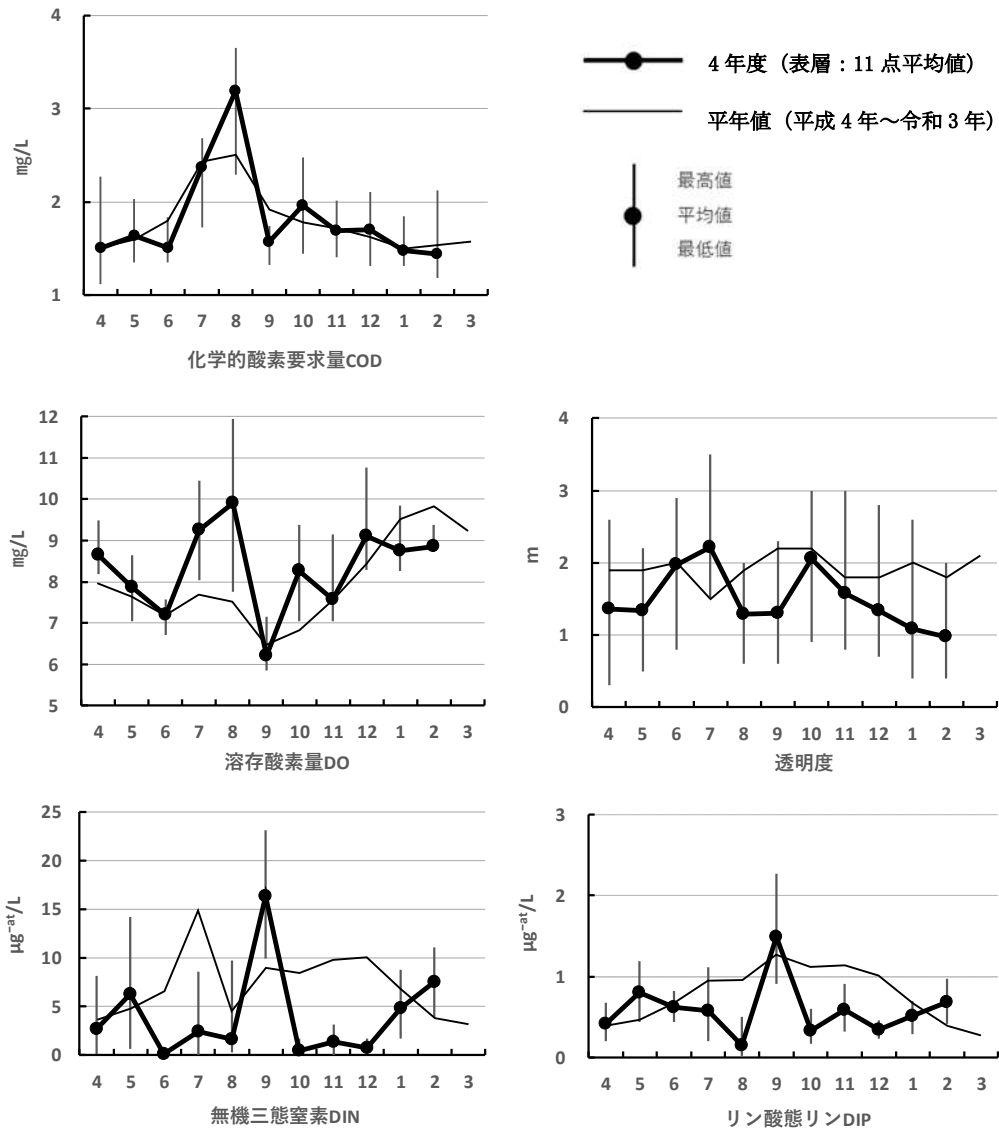 4
3
2
1
㎎/L
4 5 6 7 8 9 10 11 12 1 2 3
化学的酸素要求量COD
4年度（表層：11点平均値）
平年値（平成4年～令和3年）
最高値
平均値
最低値
12
11
10
9
8
7
6
5
㎎/L
4 5 6 7 8 9 10 11 12 1 2 3
溶存酸素量DO
4
3
2
1
0
m
4 5 6 7 8 9 10 11 12 1 2 3
透明度
25
20
15
10
5
0
μg-at/L
4 5 6 7 8 9 10 11 12 1 2 3
無機三態窒素DIN
3
2
1
0
μg-at/L
4 5 6 7 8 9 10 11 12 1 2 3
リン酸態リンDIP